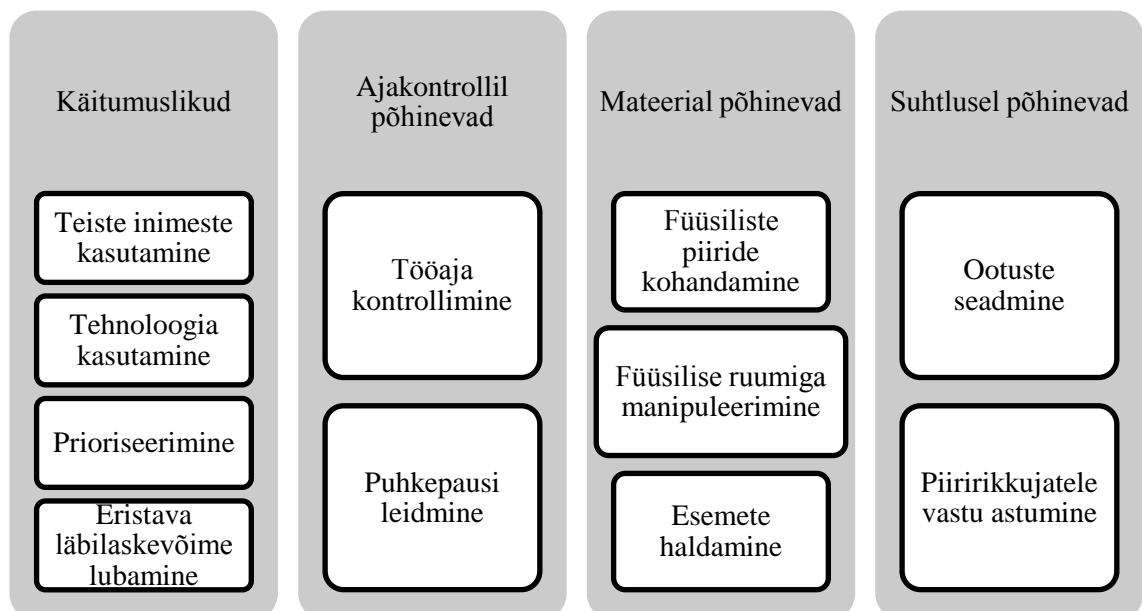 Käitumuslikud
Teiste inimeste
kasutamine
Tehnoloogia
kasutamine
Prioriseerimine
Eristava
läbilaskevõime
lubamine
Ajakontrollil
põhinevad
Tööaja
kontrollimine
Puhkepausi
leidmine
Mateerial põhinevad
Füüsiliste
piiride
kohandamine
Füüsilise ruumiga
manipuleerimine
Esemete
haldamine
Suhtlusel põhinevad
Ootuste
seadmine
Piiririkkujatele
vastu astumine